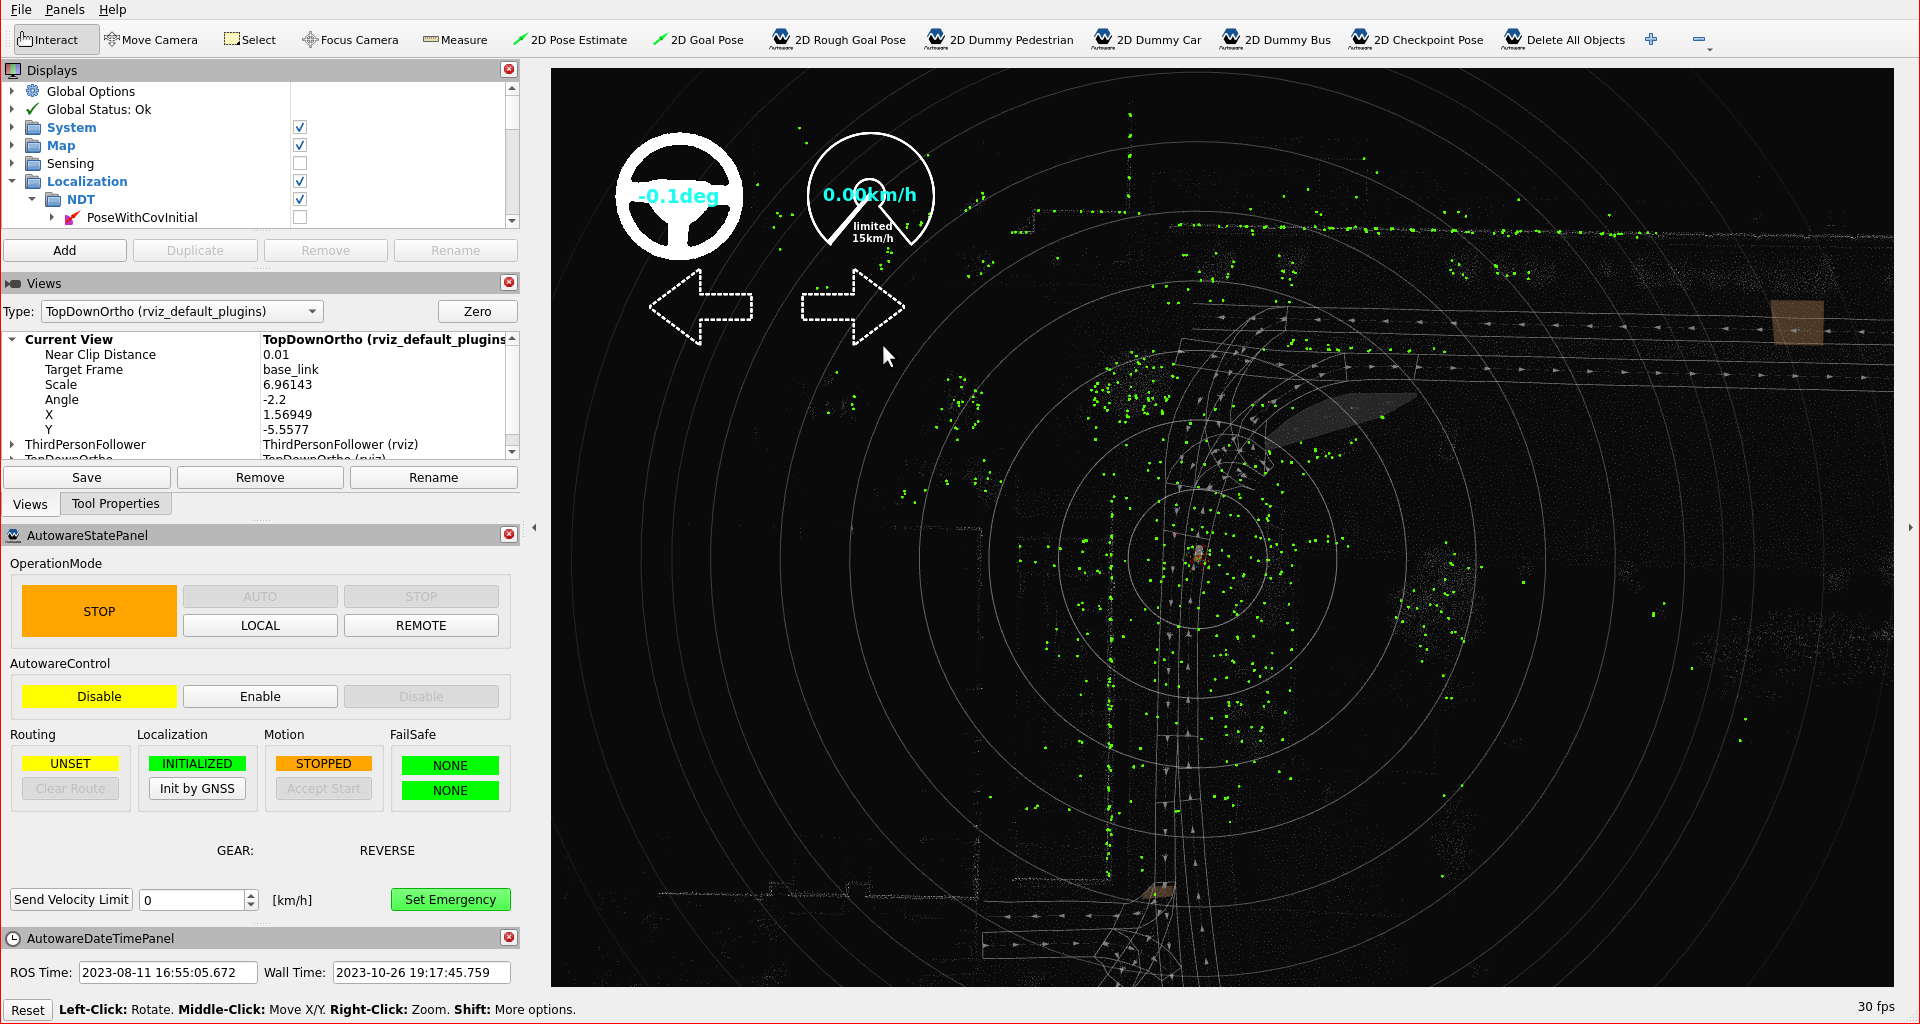 File Panels Help
Interact Move Camera Select Focus Camera Measure 2D Pose Estimate 2D Goal Pose 2D Rough Goal Pose 2D Dummy Pedestrian 2D Dummy Car 2D Dummy Bus 2D Checkpoint Pose Delete All Objects
Displays
Global Options
Global Status: Ok
System
Map
Sensing
Localization
NDT
PoseWithCovInitial
Add Duplicate Remove Rename
Views
Type: TopDownOrtho (rviz_default_plugins) Zero
Current View TopDownOrtho (rviz_default_plugins
Near Clip Distance 0.01
Target Frame base_link
Scale 6.96143
Angle -2.2
X 1.56949
Y -5.5577
ThirdPersonFollower ThirdPersonFollower (rviz)
TopDownOrtho TopDownOrtho (rviz)
Save Remove Rename
Views Tool Properties
AutowareStatePanel
OperationMode
STOP AUTO STOP
LOCAL REMOTE
AutowareControl
Disable Enable Disable
Routing Localization Motion FailSafe
UNSET INITIALIZED STOPPED NONE
Clear Route Init by GNSS Accept Start NONE
GEAR: REVERSE
Send Velocity Limit 0 [km/h] Set Emergency
AutowareDateTimePanel
ROS Time: 2023-08-11 16:55:05.672 Wall Time: 2023-10-26 19:17:45.759
Reset Left-Click: Rotate. Middle-Click: Move X/Y. Right-Click: Zoom. Shift: More options.
30 fps
-0.1deg
0.00km/h
limited
15km/h